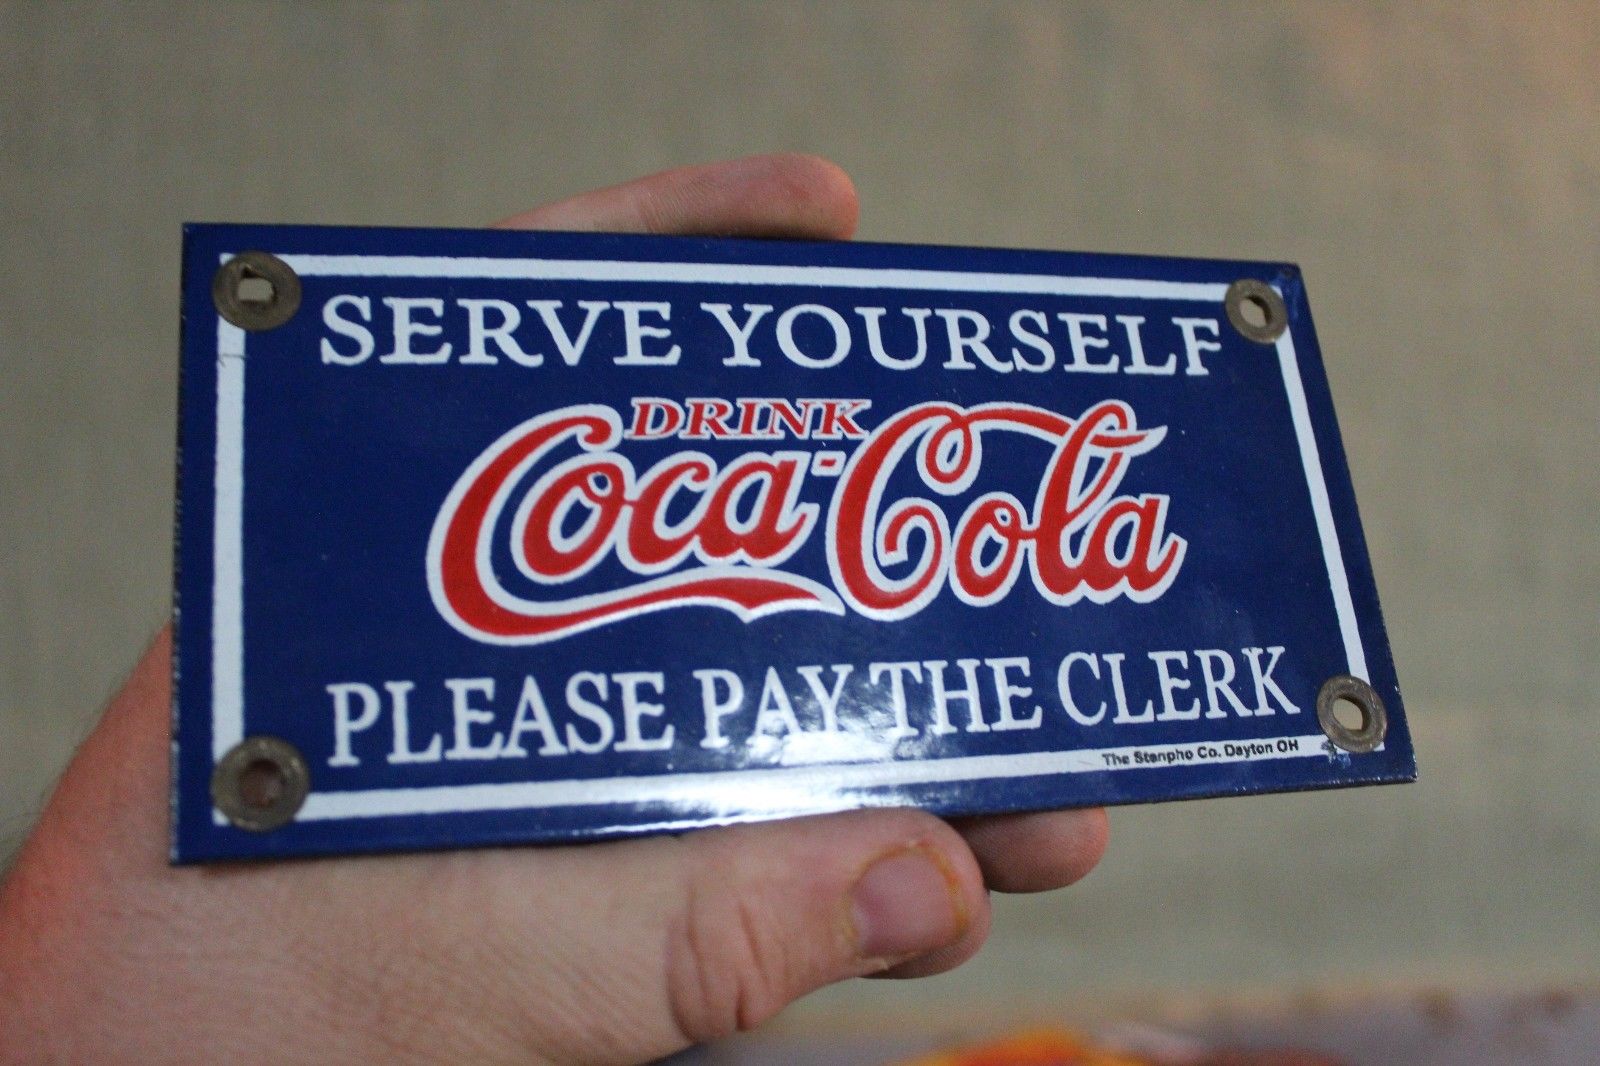 SERVE YOURSELF
DRINK
Coca-Cola
PLEASE PAY THE CLERK
The Stanpho Co. Dayton OH